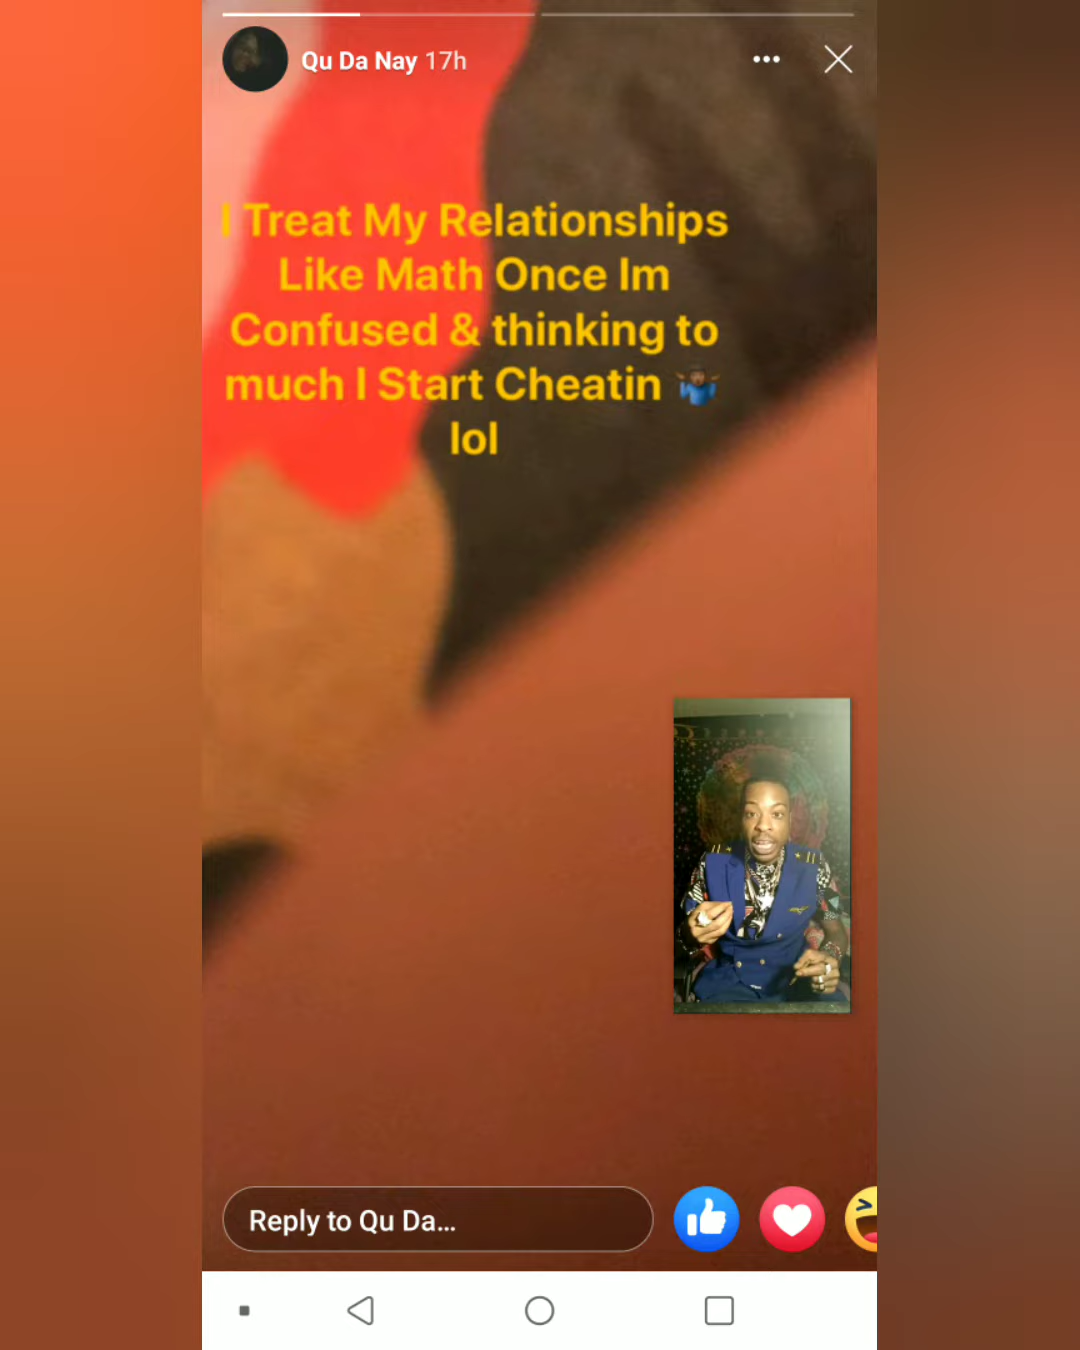 Qu Da Nay 17h
I Treat My Relationships
Like Math Once Im
Confused & thinking to
much I Start Cheatin 🤷🏾‍♂️
lol
Reply to Qu Da...